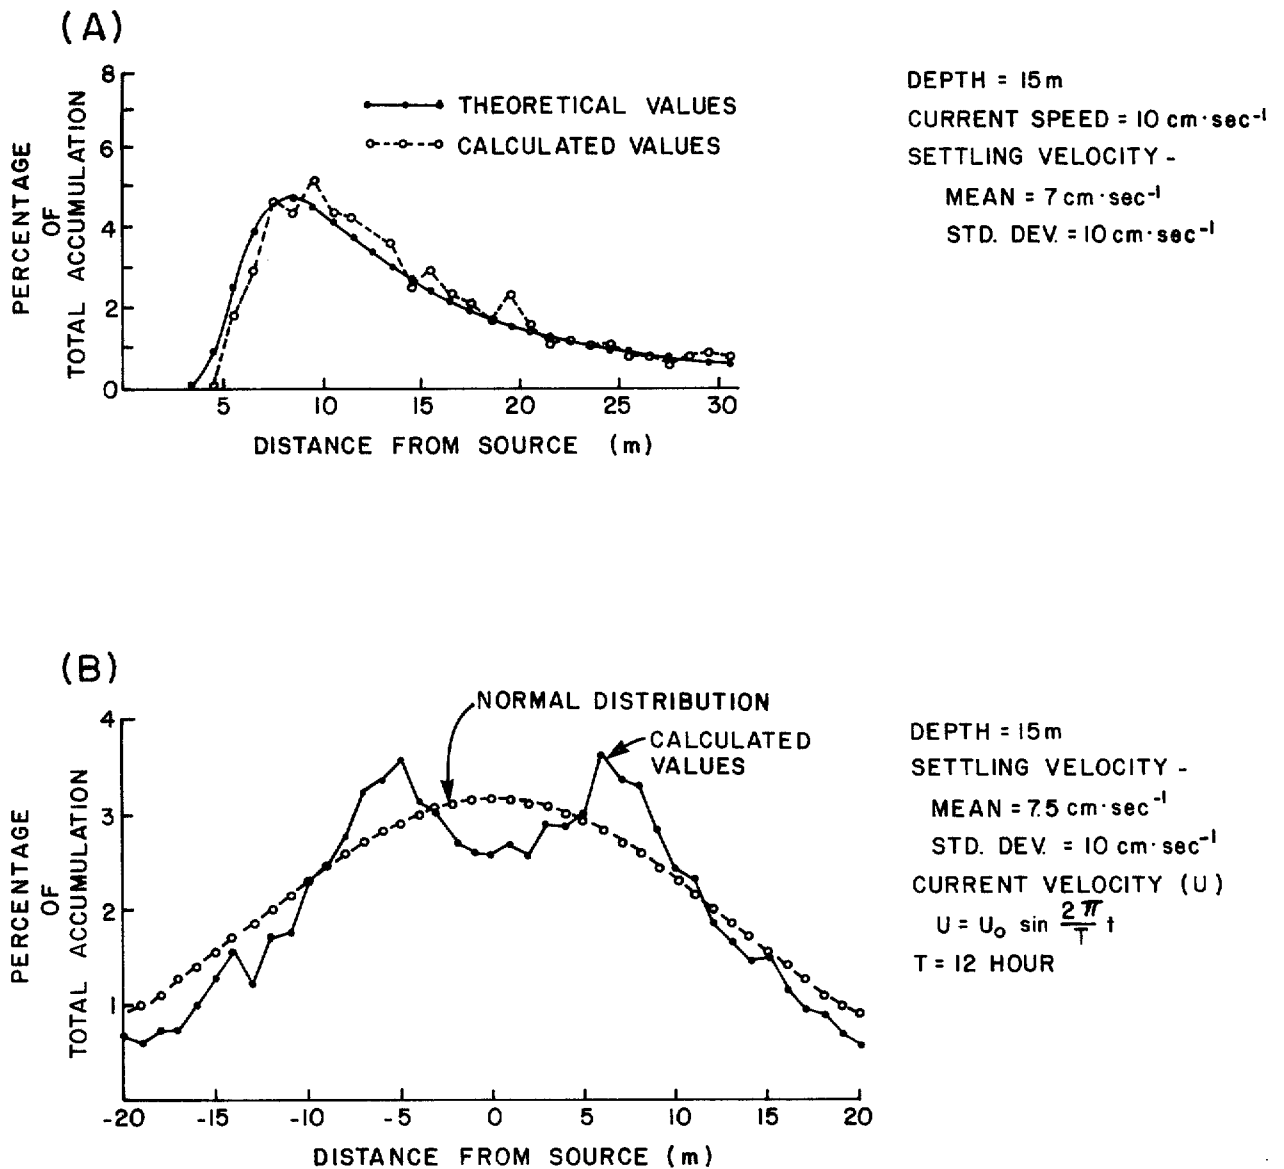 (A)
PERCENTAGE
OF
TOTAL ACCUMULATION
8
6
4
2
0
THEORETICAL VALUES
CALCULATED VALUES
5 10 15 20 25 30
DISTANCE FROM SOURCE (m)
DEPTH = 15 m
CURRENT SPEED = 10 cm·sec⁻¹
SETTLING VELOCITY -
MEAN = 7 cm·sec⁻¹
STD. DEV. = 10 cm·sec⁻¹
(B)
PERCENTAGE
OF
TOTAL ACCUMULATION
4
3
2
1
NORMAL DISTRIBUTION
CALCULATED
VALUES
-20 -15 -10 -5 0 5 10 15 20
DISTANCE FROM SOURCE (m)
DEPTH = 15 m
SETTLING VELOCITY -
MEAN = 7.5 cm·sec⁻¹
STD. DEV. = 10 cm·sec⁻¹
CURRENT VELOCITY (U)
U = U₀ sin 2π/T t
T = 12 HOUR